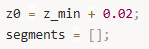 z0 = z_min + 0.02;
segments = [];